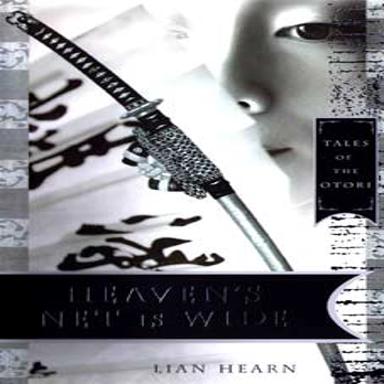 TALES
OF THE
OTORI
HEAVEN'S
NET iS WIDE
LIAN HEARN